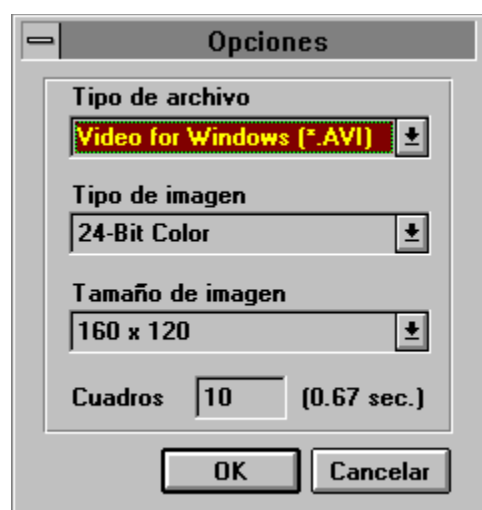 Opciones
Tipo de archivo
Video for Windows (*.AVI)
Tipo de imagen
24-Bit Color
Tamaño de imagen
160 x 120
Cuadros 10 (0.67 sec.)
OK Cancelar